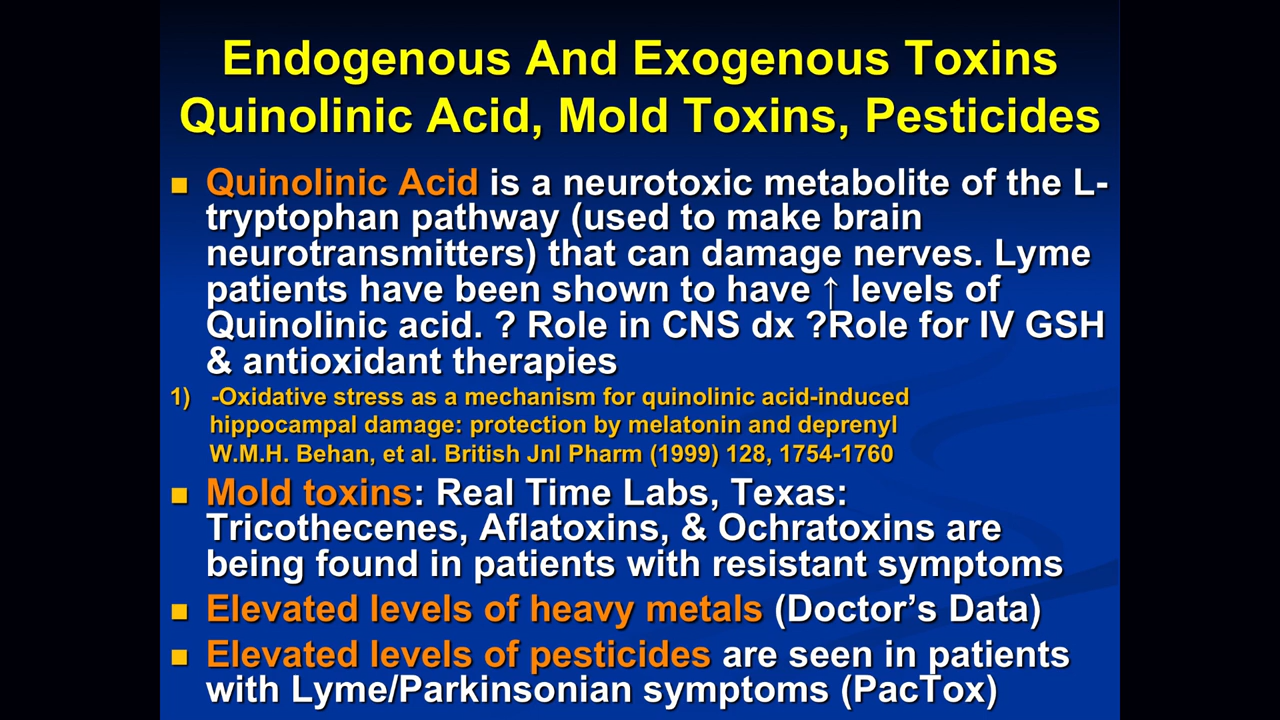 Endogenous And Exogenous Toxins
Quinolinic Acid, Mold Toxins, Pesticides
Quinolinic Acid is a neurotoxic metabolite of the L-
tryptophan pathway (used to make brain
neurotransmitters) that can damage nerves. Lyme
patients have been shown to have ↑ levels of
Quinolinic acid. ? Role in CNS dx ?Role for IV GSH
& antioxidant therapies
1) -Oxidative stress as a mechanism for quinolinic acid-induced
hippocampal damage: protection by melatonin and deprenyl
W.M.H. Behan, et al. British Jnl Pharm (1999) 128, 1754-1760
Mold toxins: Real Time Labs, Texas:
Tricothecenes, Aflatoxins, & Ochratoxins are
being found in patients with resistant symptoms
Elevated levels of heavy metals (Doctor's Data)
Elevated levels of pesticides are seen in patients
with Lyme/Parkinsonian symptoms (PacTox)